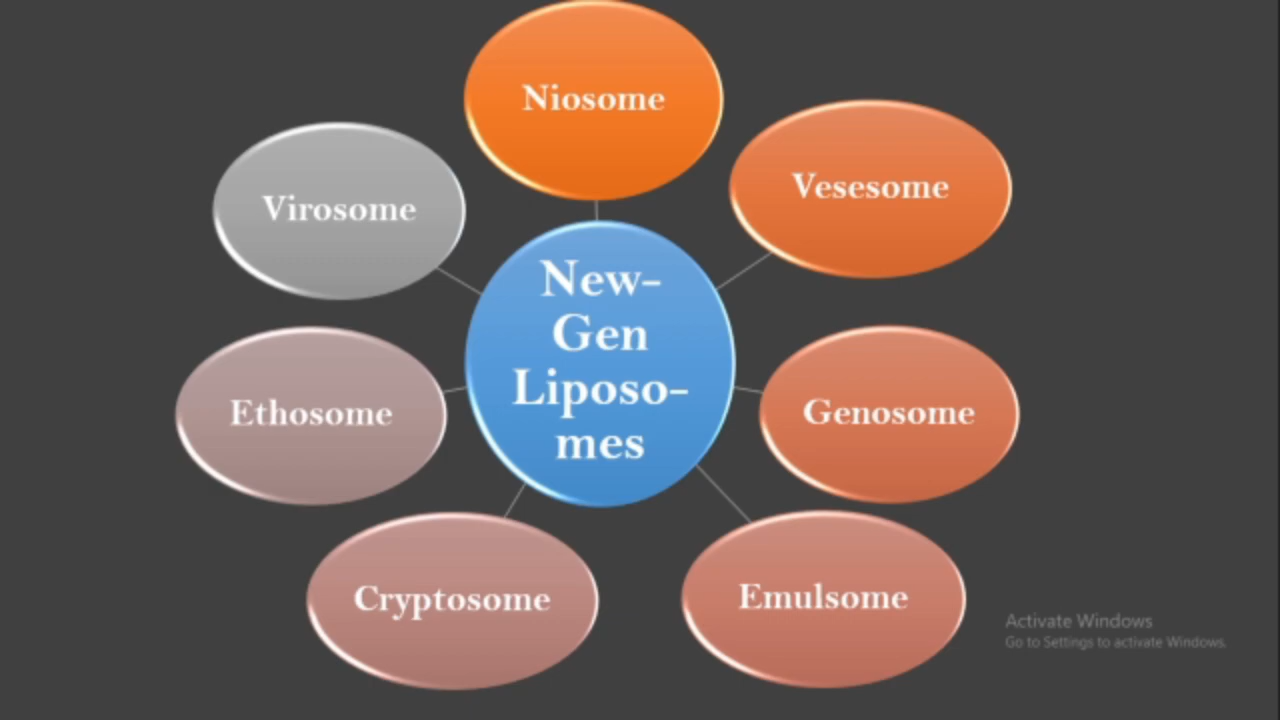 Niosome
Vesesome
Virosome
New-
Gen
Liposo-
mes
Ethosome
Genosome
Cryptosome
Emulsome
Activate Windows
Go to Settings to activate Windows.